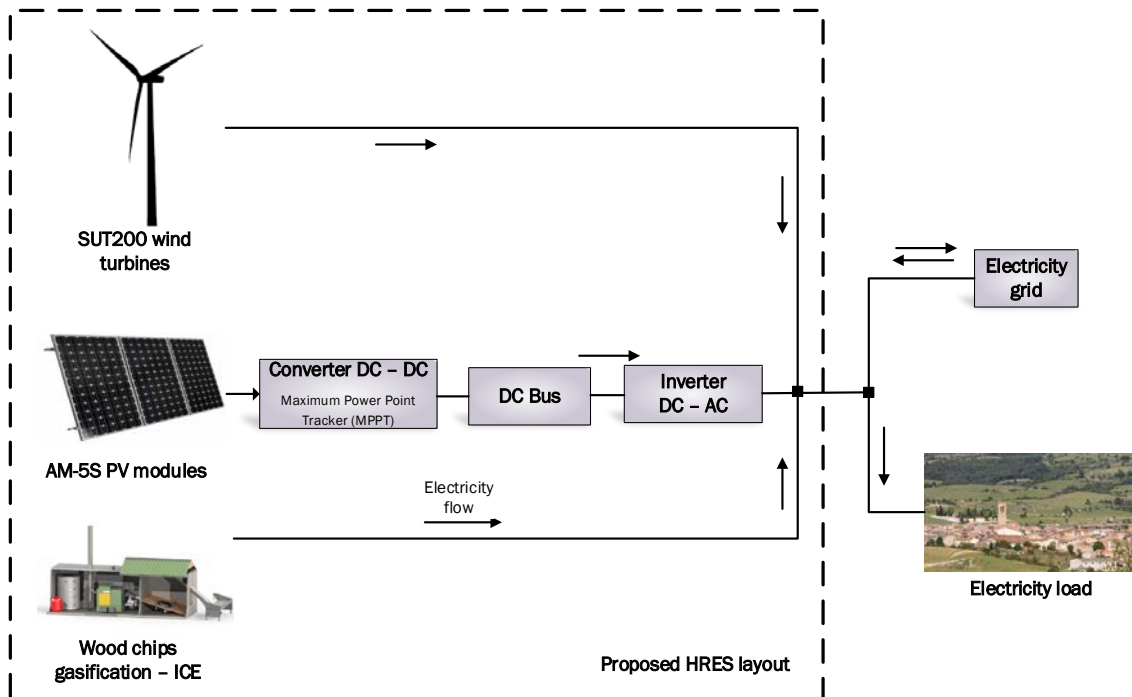 SUT200 wind
turbines
Electricity
grid
Converter DC – DC
Maximum Power Point
Tracker (MPPT)
DC Bus
Inverter
DC – AC
AM-5S PV modules
Electricity
flow
Electricity load
Wood chips
gasification – ICE
Proposed HRES layout